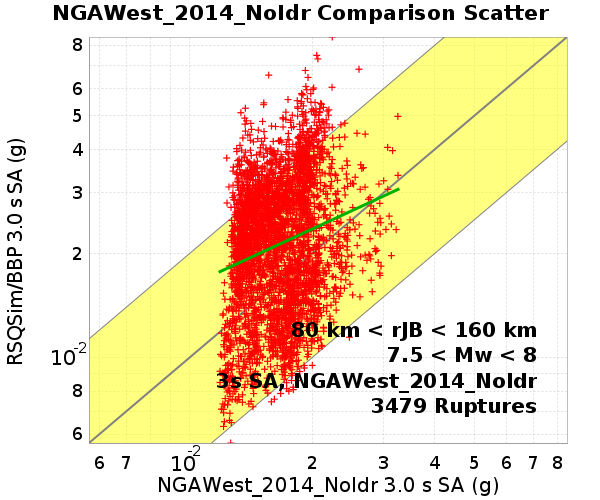 NGAWest_2014_NoIdr Comparison Scatter
8
6
5
4
3
2
10-2
8
6
RSQSim/BBP 3.0 s SA (g)
80 km < rJB < 160 km
7.5 < Mw < 8
3s SA, NGAWest_2014_NoIdr
3479 Ruptures
6 7 10-2 2 3 4 5 6 7 8
NGAWest_2014_NoIdr 3.0 s SA (g)